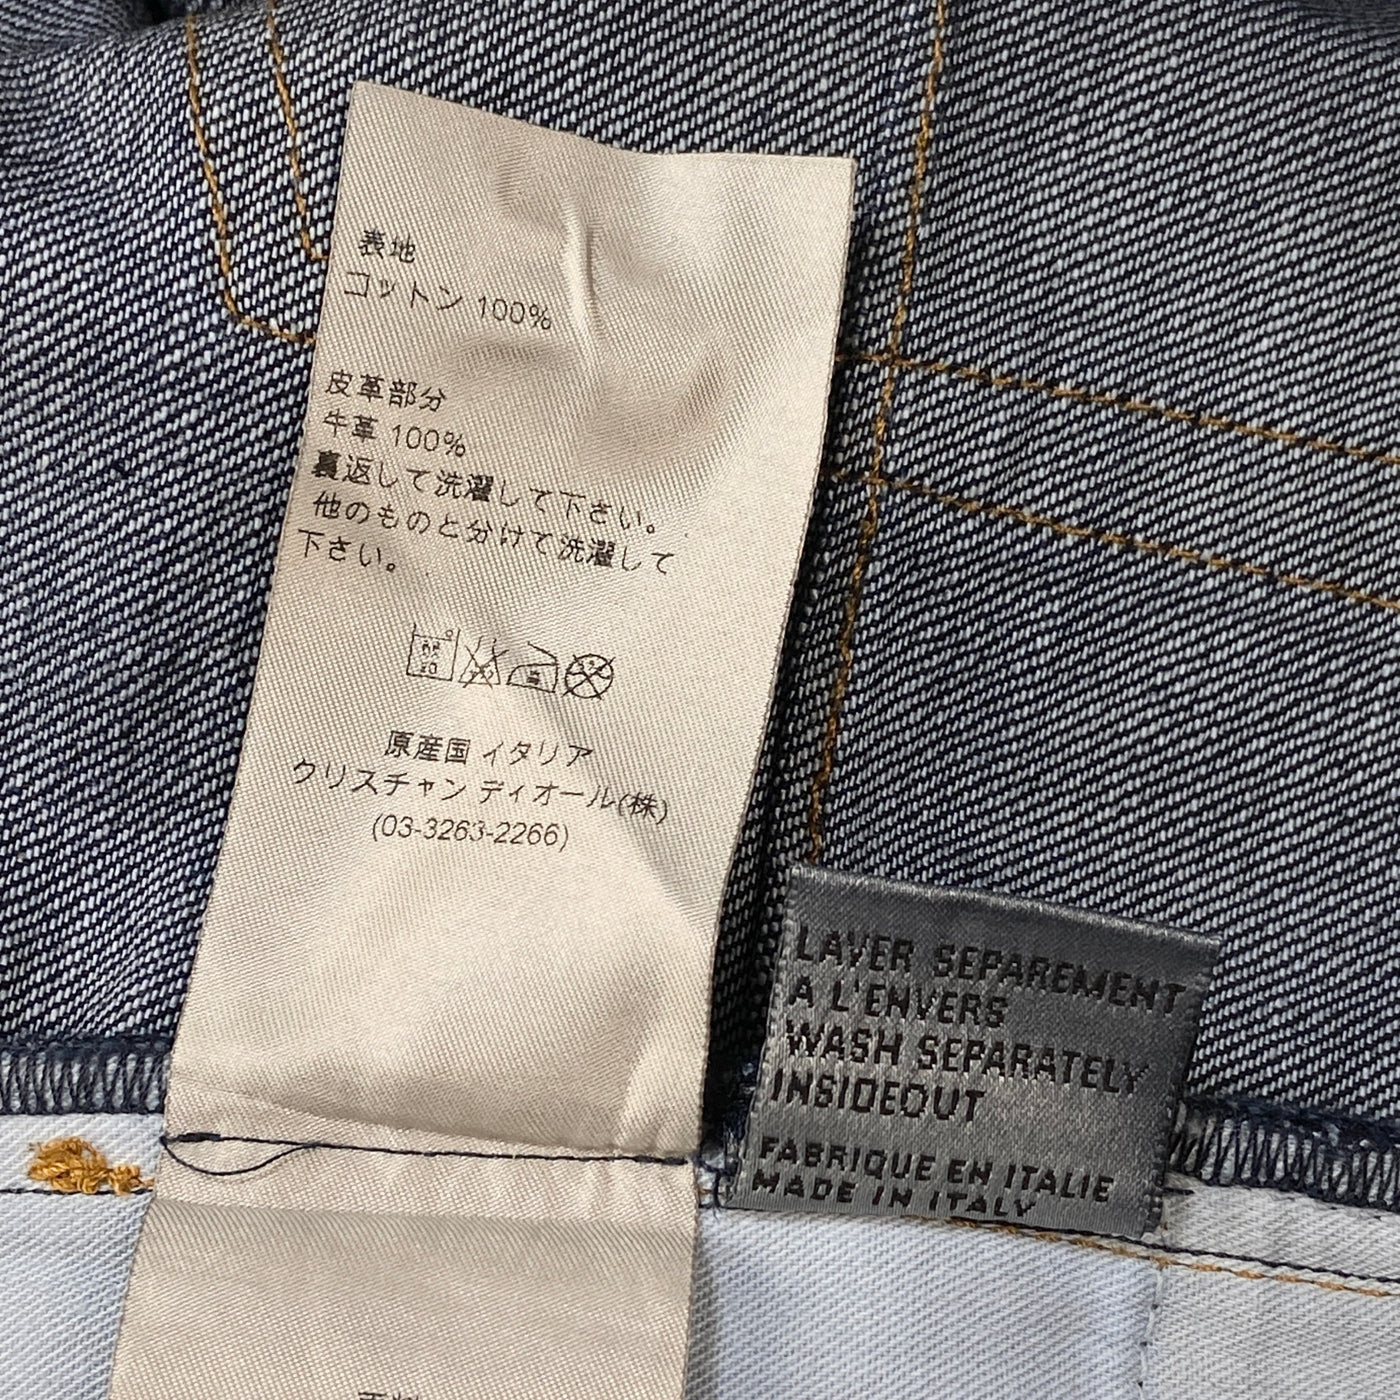 表地
コットン 100%
皮革部分
牛革 100%
裏返して洗濯して下さい。
他のものと分けて洗濯して
下さい。
原産国 イタリア
クリスチャン ディオール(株)
(03-3263-2266)
LAVER SEPAREMENT
A L'ENVERS
WASH SEPARATELY
INSIDEOUT
FABRIQUE EN ITALIE
MADE IN ITALY